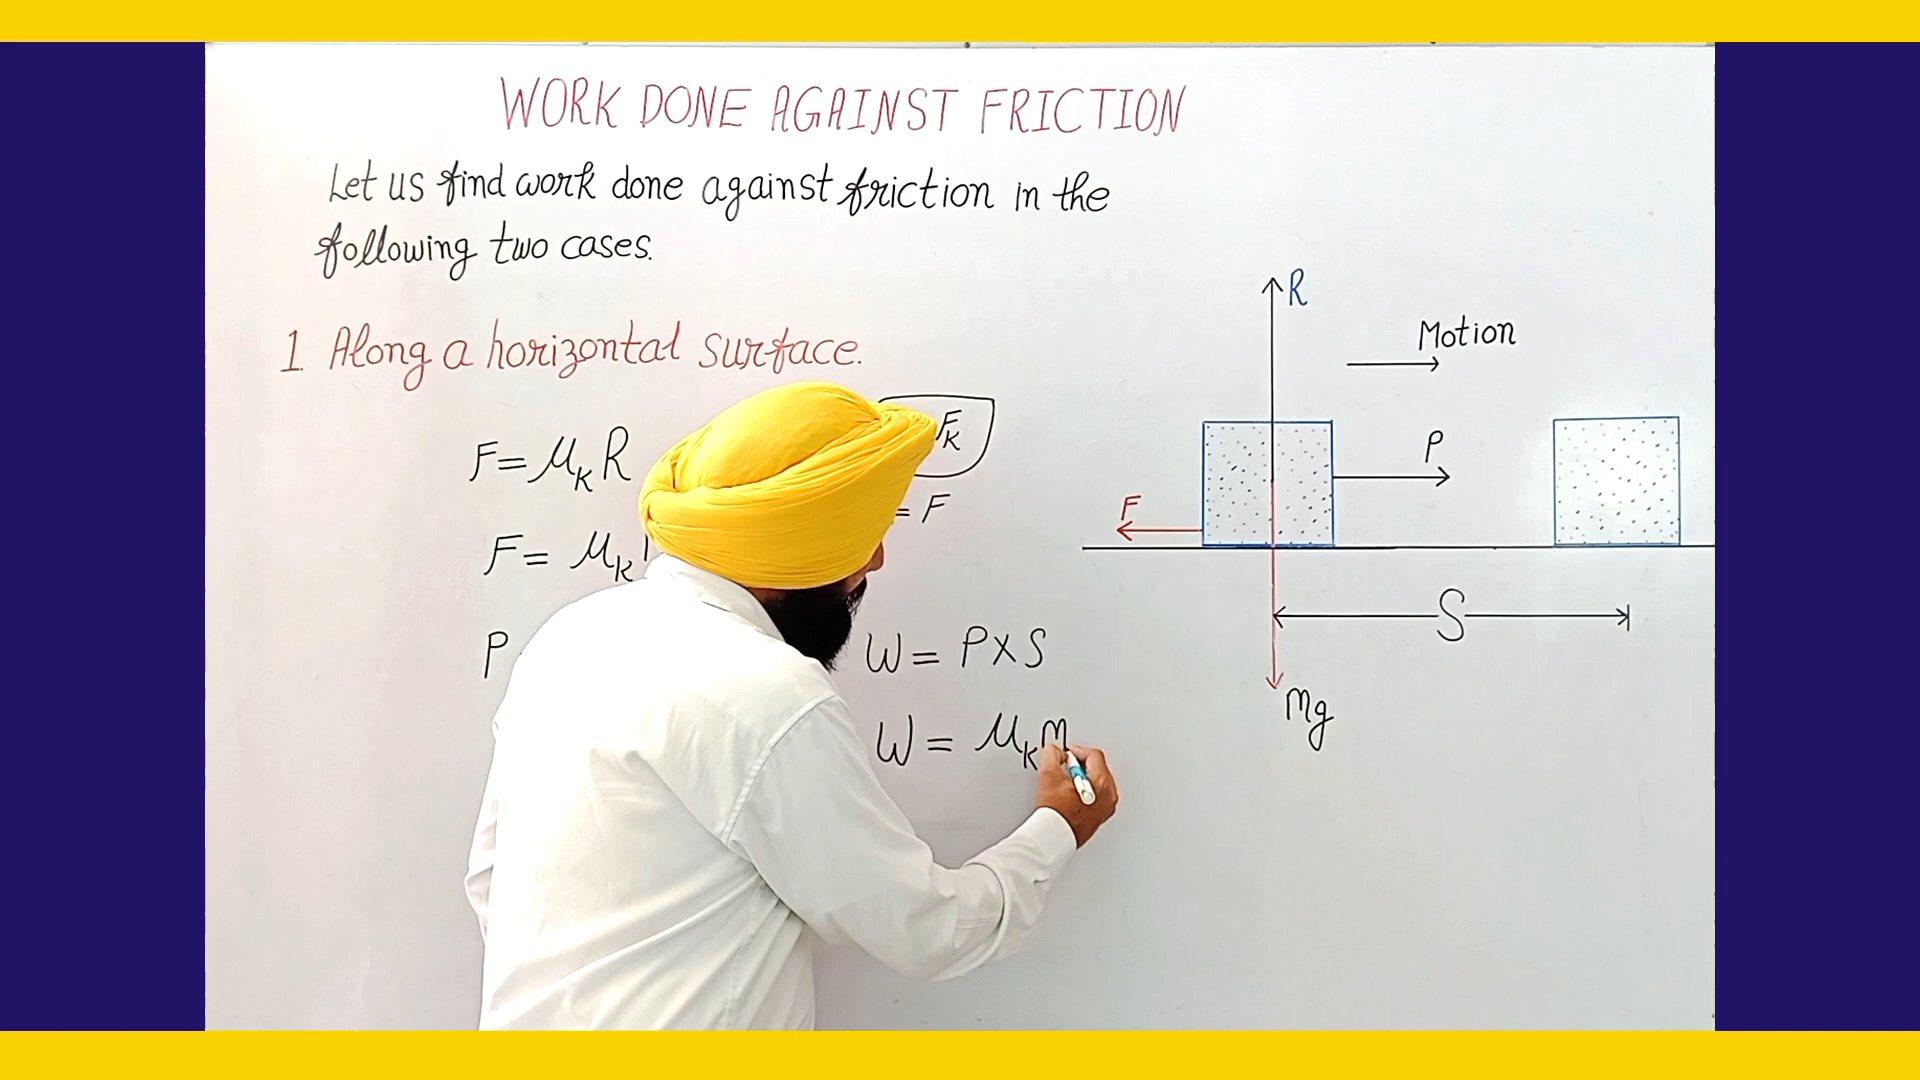 WORK DONE AGAINST FRICTION
Let us find work done against friction in the
following two cases.
1 Along a horizontal surface.
F = μk R
Fk
= F
F = μk
P
W = P × S
W = μk m
R
Motion
P
F
S
Mg